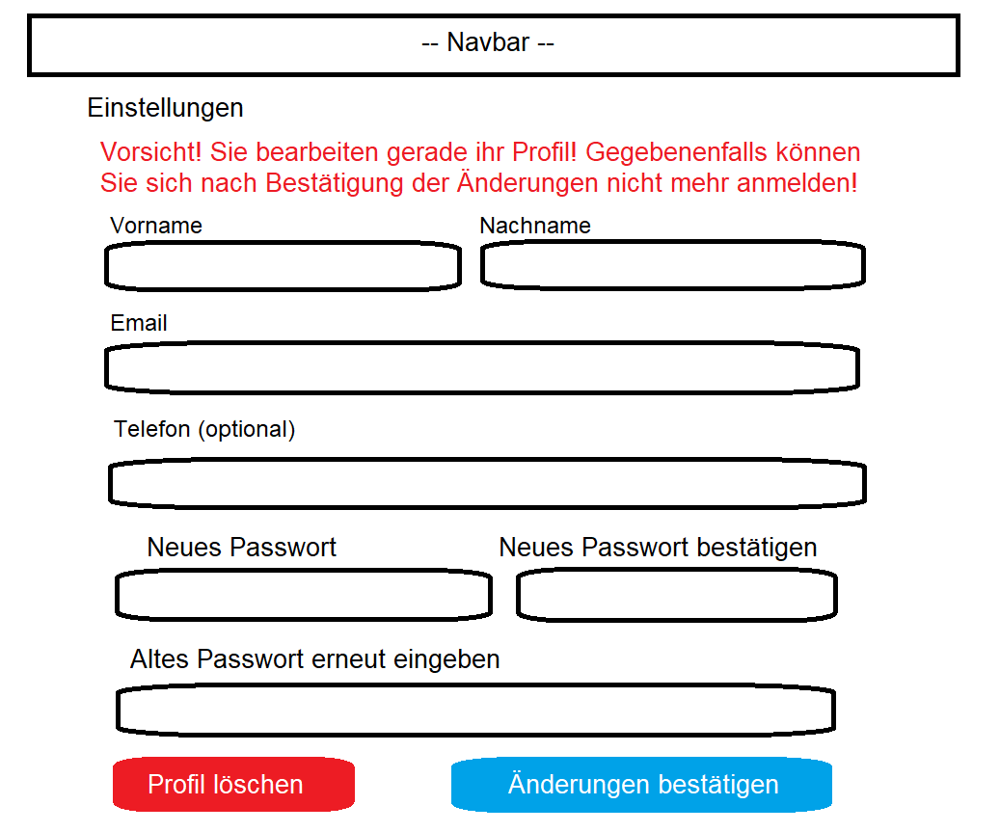 -- Navbar --
Einstellungen
Vorsicht! Sie bearbeiten gerade ihr Profil! Gegebenenfalls können
Sie sich nach Bestätigung der Änderungen nicht mehr anmelden!
Vorname
Nachname
Email
Telefon (optional)
Neues Passwort
Neues Passwort bestätigen
Altes Passwort erneut eingeben
Profil löschen
Änderungen bestätigen